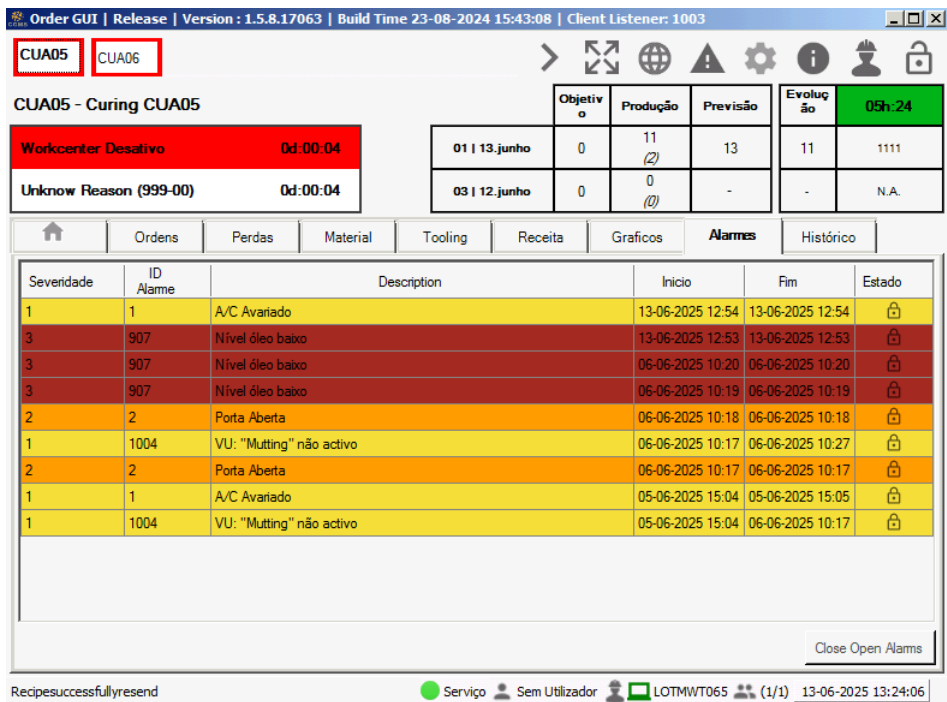 Order GUI | Release | Version : 1.5.8.17063 | Build Time 23-08-2024 15:43:08 | Client Listener: 1003
CUA05 CUA06
CUA05 - Curing CUA05
Objetiv
o Produção Previsão Evoluç
ão 05h:24
Workcenter Desativo 0d:00:04 01 | 13.junho 0 11
(2) 13 11 1111
Unknow Reason (999-00) 0d:00:04 03 | 12.junho 0 0
(0) - - N.A.
Ordens Perdas Material Tooling Receita Graficos Alarmes Histórico
Severidade ID
Alarme Description Inicio Fim Estado
1 1 A/C Avariado 13-06-2025 12:54 13-06-2025 12:54
3 907 Nível óleo baixo 13-06-2025 12:53 13-06-2025 12:53
3 907 Nível óleo baixo 06-06-2025 10:20 06-06-2025 10:20
3 907 Nível óleo baixo 06-06-2025 10:19 06-06-2025 10:19
2 2 Porta Aberta 06-06-2025 10:18 06-06-2025 10:18
1 1004 VU: "Mutting" não activo 06-06-2025 10:17 06-06-2025 10:27
2 2 Porta Aberta 06-06-2025 10:17 06-06-2025 10:17
1 1 A/C Avariado 05-06-2025 15:04 05-06-2025 15:05
1 1004 VU: "Mutting" não activo 05-06-2025 15:04 06-06-2025 10:17
Close Open Alarms
Recipesuccessfullyresend Serviço Sem Utilizador LOTMWT065 (1/1) 13-06-2025 13:24:06